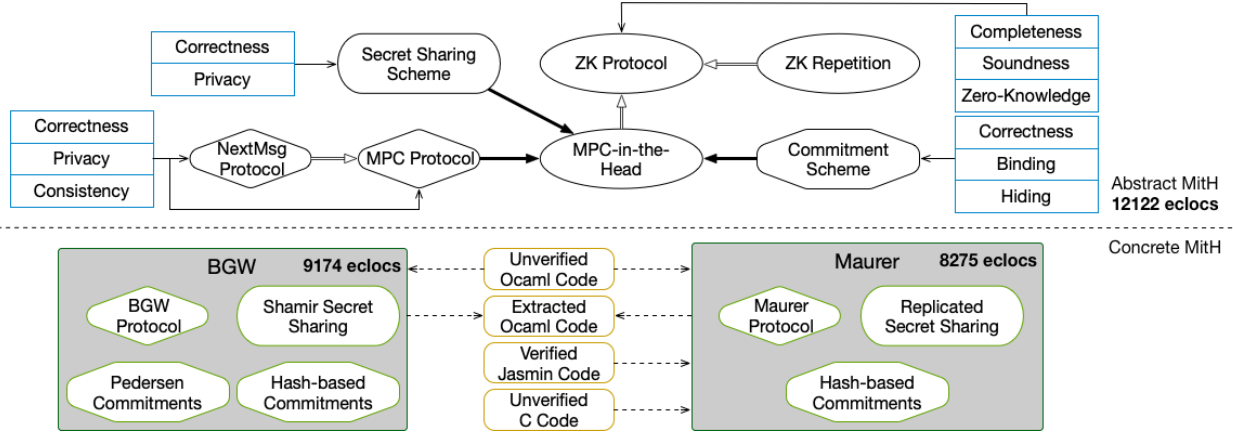 Correctness
Privacy
Secret Sharing
Scheme
ZK Protocol
ZK Repetition
Completeness
Soundness
Zero-Knowledge
Correctness
Privacy
Consistency
NextMsg
Protocol
MPC Protocol
MPC-in-the-
Head
Commitment
Scheme
Correctness
Binding
Hiding
Abstract MitH
12122 eclocs
Concrete MitH
BGW
9174 eclocs
BGW
Protocol
Shamir Secret
Sharing
Pedersen
Commitments
Hash-based
Commitments
Unverified
Ocaml Code
Extracted
Ocaml Code
Verified
Jasmin Code
Unverified
C Code
Maurer
8275 eclocs
Maurer
Protocol
Replicated
Secret Sharing
Hash-based
Commitments